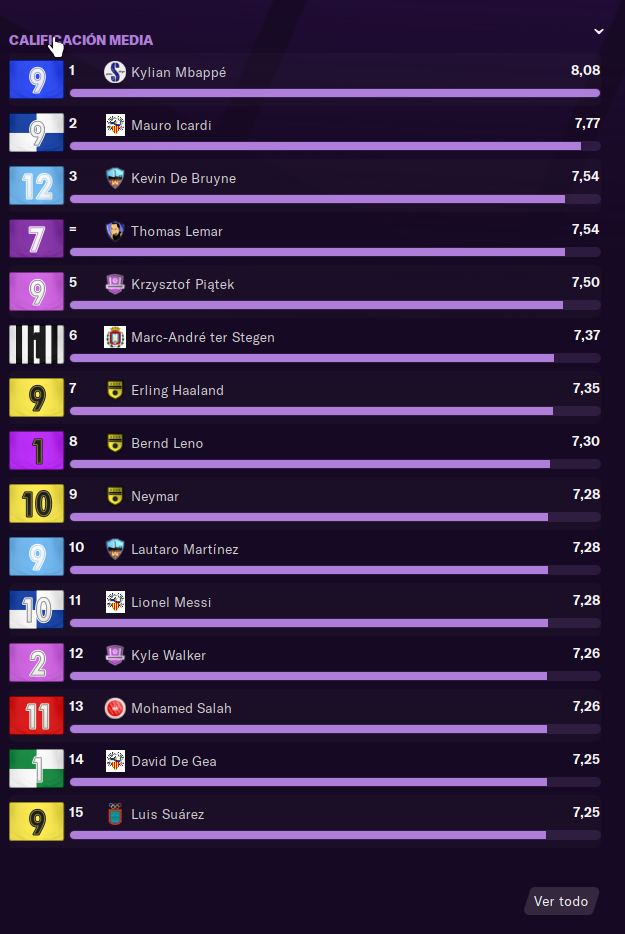 CALIFICACIÓN MEDIA
9 1 Kylian Mbappé 8,08
9 2 Mauro Icardi 7,77
12 3 Kevin De Bruyne 7,54
7 = Thomas Lemar 7,54
9 5 Krzysztof Piątek 7,50
1 6 Marc-André ter Stegen 7,37
9 7 Erling Haaland 7,35
1 8 Bernd Leno 7,30
10 9 Neymar 7,28
9 10 Lautaro Martínez 7,28
10 11 Lionel Messi 7,28
2 12 Kyle Walker 7,26
11 13 Mohamed Salah 7,26
1 14 David De Gea 7,25
9 15 Luis Suárez 7,25
Ver todo